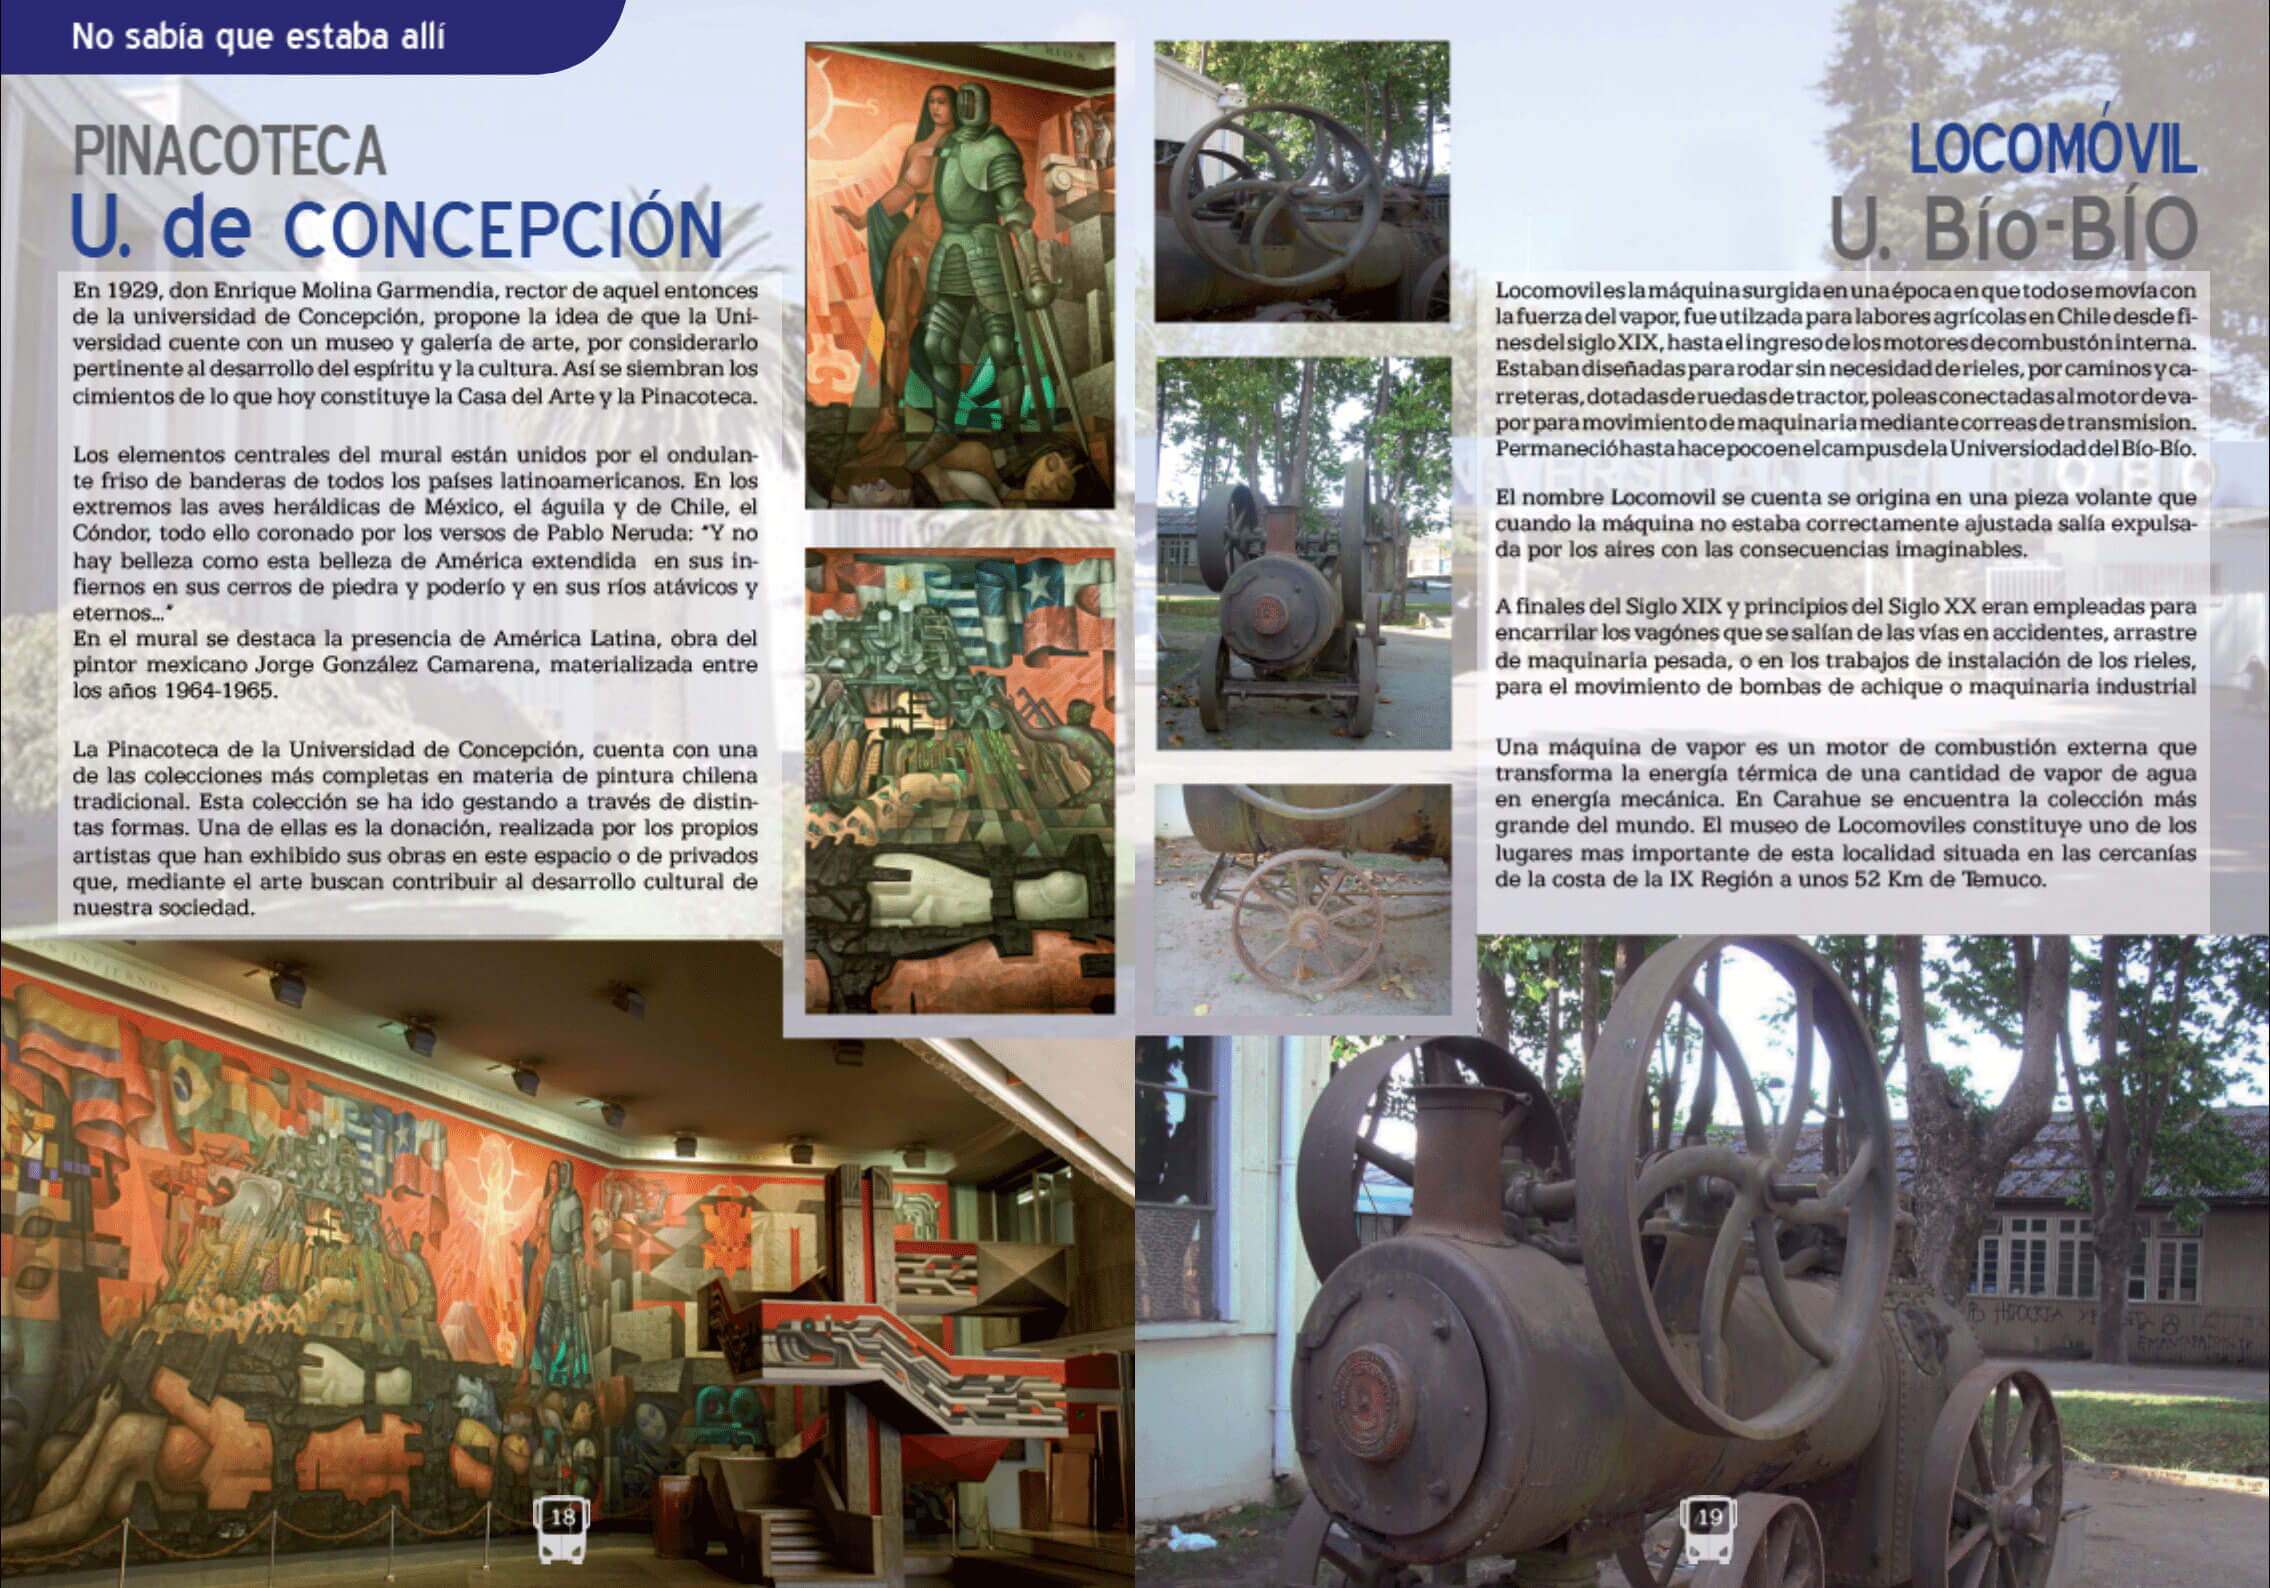 No sabía que estaba allí
PINACOTECA
U. de CONCEPCIÓN
En 1929, don Enrique Molina Garmendia, rector de aquel entonces
de la universidad de Concepción, propone la idea de que la Uni-
versidad cuente con un museo y galería de arte, por considerarlo
pertinente al desarrollo del espíritu y la cultura. Así se siembran los
cimientos de lo que hoy constituye la Casa del Arte y la Pinacoteca.
Los elementos centrales del mural están unidos por el ondulan-
te friso de banderas de todos los países latinoamericanos. En los
extremos las aves heráldicas de México, el águila y de Chile, el
Cóndor, todo ello coronado por los versos de Pablo Neruda: "Y no
hay belleza como esta belleza de América extendida en sus in-
fiernos en sus cerros de piedra y poderío y en sus ríos atávicos y
eternos..."
En el mural se destaca la presencia de América Latina, obra del
pintor mexicano Jorge González Camarena, materializada entre
los años 1964-1965.
La Pinacoteca de la Universidad de Concepción, cuenta con una
de las colecciones más completas en materia de pintura chilena
tradicional. Esta colección se ha ido gestando a través de distin-
tas formas. Una de ellas es la donación, realizada por los propios
artistas que han exhibido sus obras en este espacio o de privados
que, mediante el arte buscan contribuir al desarrollo cultural de
nuestra sociedad.
INFIERNOS
18
LOCOMÓVIL
U. Bío-BÍO
Locomovil es la máquina surgida en una época en que todo se movía con
la fuerza del vapor, fue utilzada para labores agrícolas en Chile desde fi-
nes del siglo XIX, hasta el ingreso de los motores de combustón interna.
Estaban diseñadas para rodar sin necesidad de rieles, por caminos y ca-
rreteras, dotadas de ruedas de tractor, poleas conectadas al motor de va-
por para movimiento de maquinaria mediante correas de transmision.
Permaneció hasta hace poco en el campus de la Universiodad del Bío-Bío.
El nombre Locomovil se cuenta se origina en una pieza volante que
cuando la máquina no estaba correctamente ajustada salía expulsa-
da por los aires con las consecuencias imaginables.
A finales del Siglo XIX y principios del Siglo XX eran empleadas para
encarrilar los vagónes que se salían de las vías en accidentes, arrastre
de maquinaria pesada, o en los trabajos de instalación de los rieles,
para el movimiento de bombas de achique o maquinaria industrial
Una máquina de vapor es un motor de combustión externa que
transforma la energía térmica de una cantidad de vapor de agua
en energía mecánica. En Carahue se encuentra la colección más
grande del mundo. El museo de Locomoviles constituye uno de los
lugares mas importante de esta localidad situada en las cercanías
de la costa de la IX Región a unos 52 Km de Temuco.
19